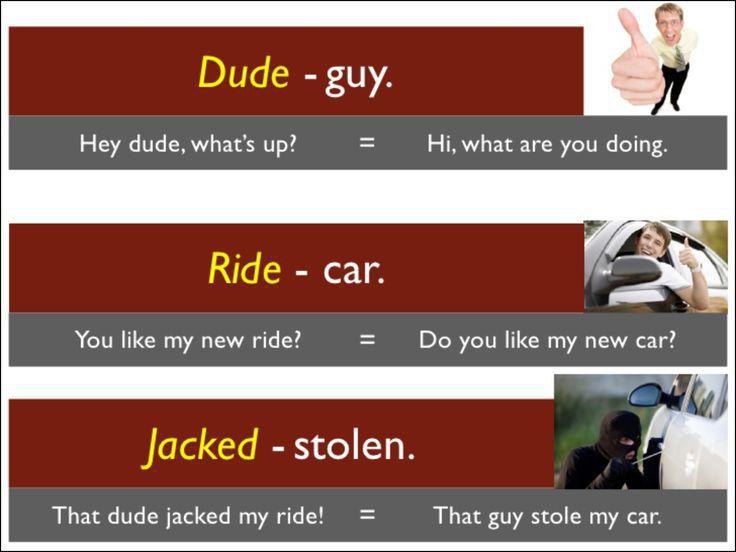 Dude - guy.
Hey dude, what's up? = Hi, what are you doing.
Ride - car.
You like my new ride? = Do you like my new car?
Jacked - stolen.
That dude jacked my ride! = That guy stole my car.